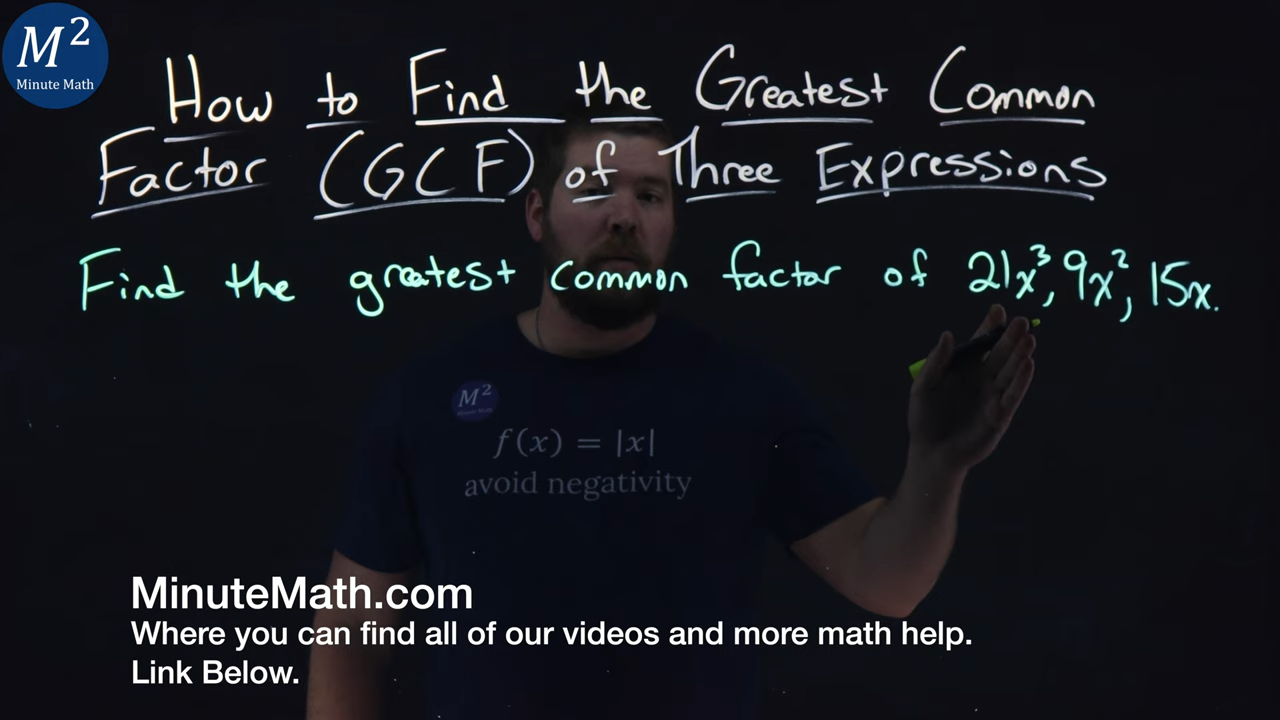 M²
Minute Math
How to Find the Greatest Common
Factor (GCF) of Three Expressions
Find the greatest common factor of 21x³, 9x², 15x.
M²
Minute Math
f(x) = |x|
avoid negativity
MinuteMath.com
Where you can find all of our videos and more math help.
Link Below.